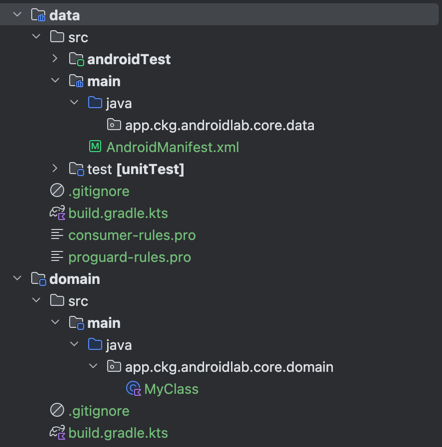 data
src
androidTest
main
java
app.ckg.androidlab.core.data
M AndroidManifest.xml
test [unitTest]
.gitignore
build.gradle.kts
consumer-rules.pro
proguard-rules.pro
domain
src
main
java
app.ckg.androidlab.core.domain
MyClass
.gitignore
build.gradle.kts